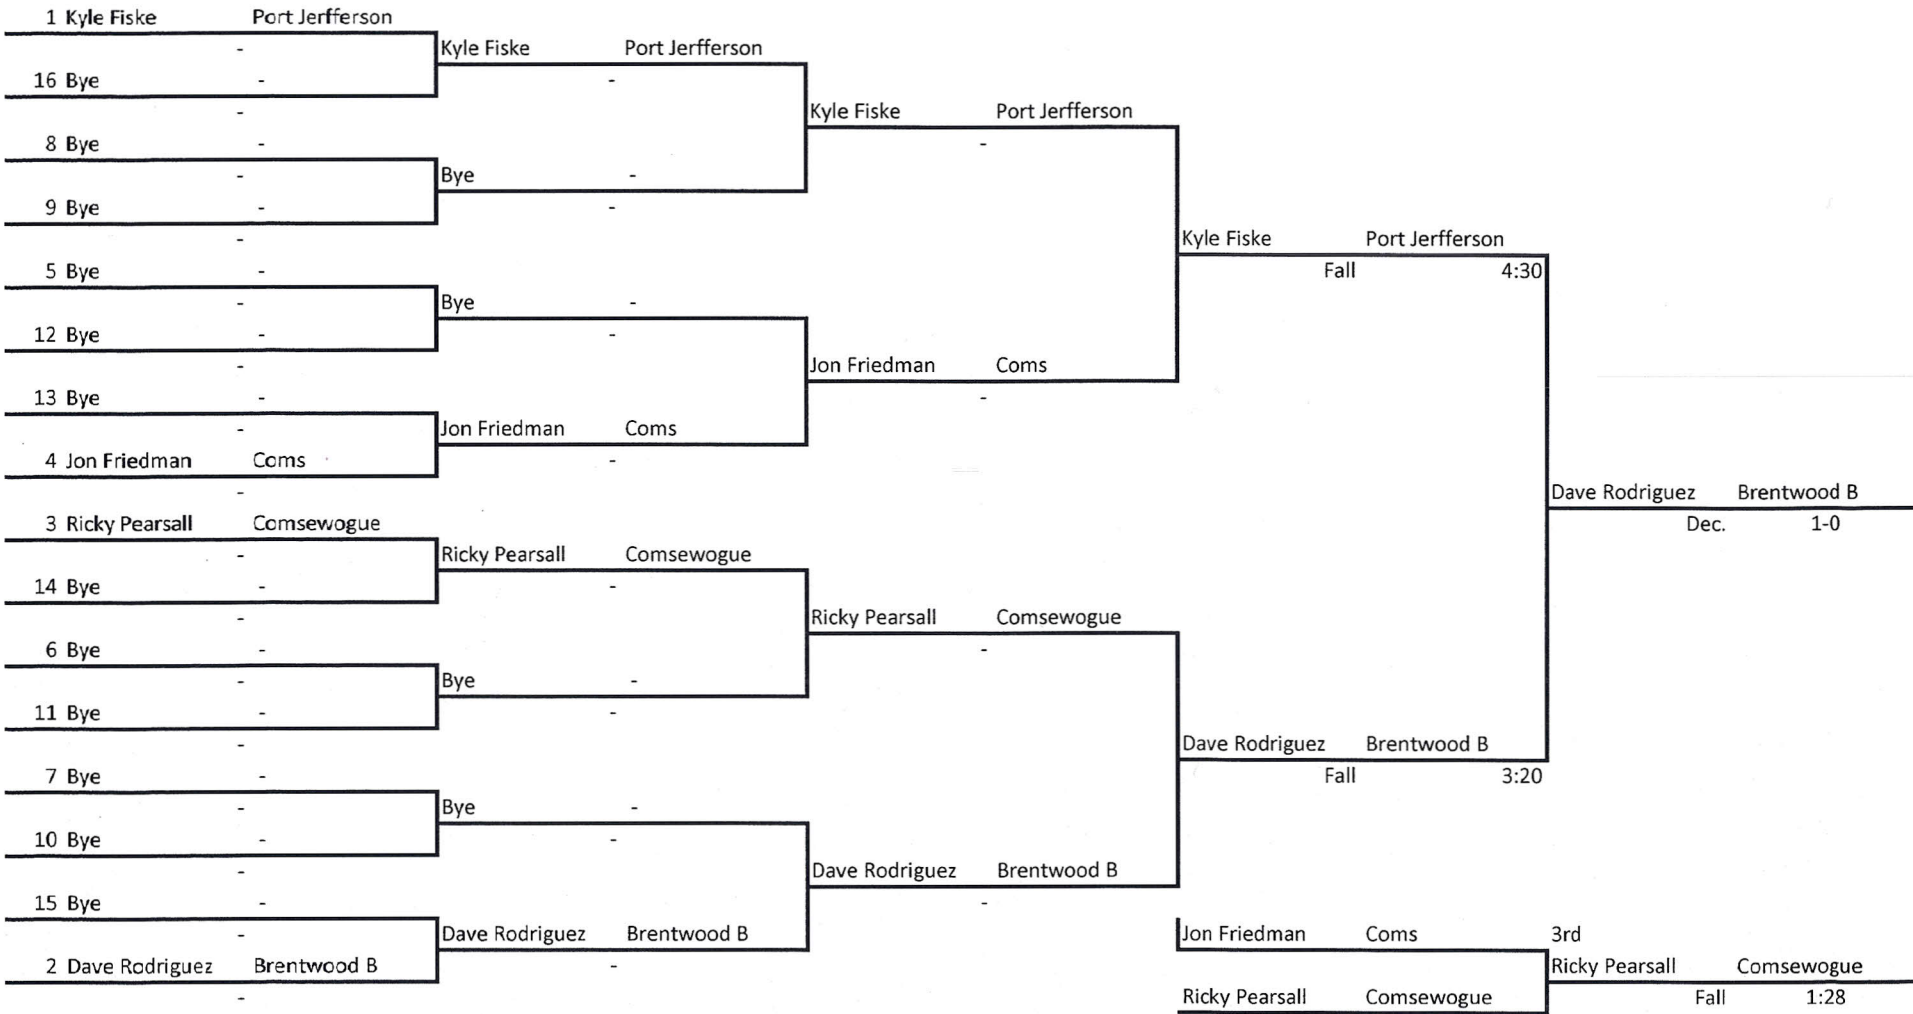 1 Kyle Fiske Port Jerfferson
- Kyle Fiske Port Jerfferson
16 Bye - -
- Kyle Fiske Port Jerfferson
8 Bye - -
- Bye -
9 Bye - -
- Kyle Fiske Port Jerfferson
5 Bye - Fall 4:30
- Bye -
12 Bye - -
- Jon Friedman Coms
13 Bye - -
- Jon Friedman Coms
4 Jon Friedman Coms -
- Dave Rodriguez Brentwood B
3 Ricky Pearsall Comsewogue Dec. 1-0
- Ricky Pearsall Comsewogue
14 Bye - -
- Ricky Pearsall Comsewogue
6 Bye - -
- Bye -
11 Bye - -
- Dave Rodriguez Brentwood B
7 Bye - Fall 3:20
- Bye -
10 Bye - -
- Dave Rodriguez Brentwood B
15 Bye - -
- Dave Rodriguez Brentwood B Jon Friedman Coms 3rd
2 Dave Rodriguez Brentwood B - Ricky Pearsall Comsewogue
- Ricky Pearsall Comsewogue Fall 1:28